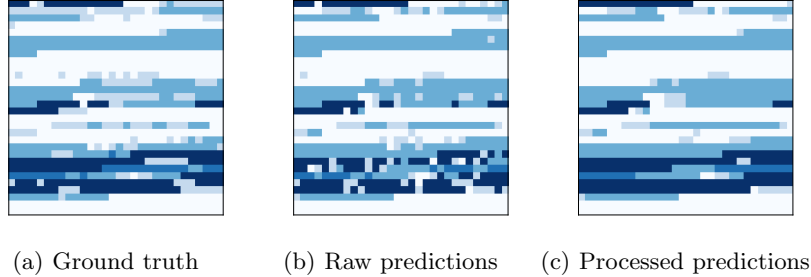 (a) Ground truth
(b) Raw predictions
(c) Processed predictions